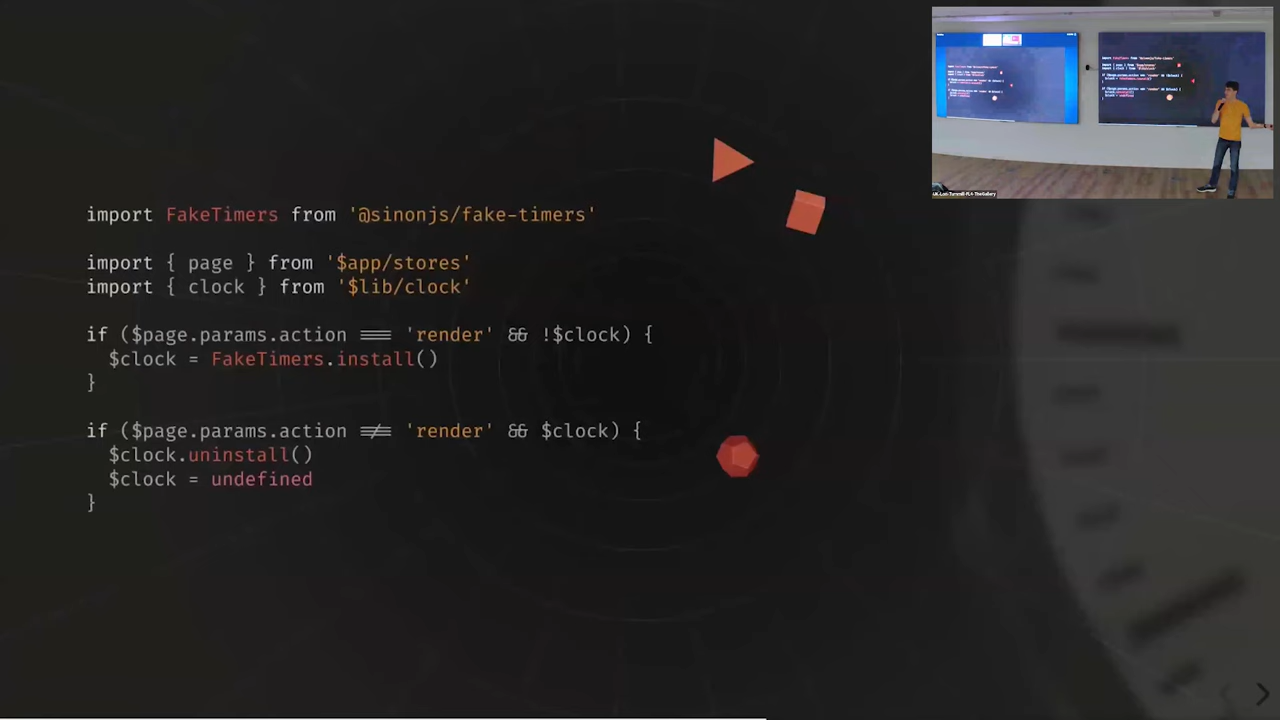 import FakeTimers from '@sinonjs/fake-timers'
import { page } from '$app/stores'
import { clock } from '$lib/clock'
if ($page.params.action === 'render' && !$clock) {
$clock = FakeTimers.install()
}
if ($page.params.action !== 'render' && $clock) {
$clock.uninstall()
$clock = undefined
}